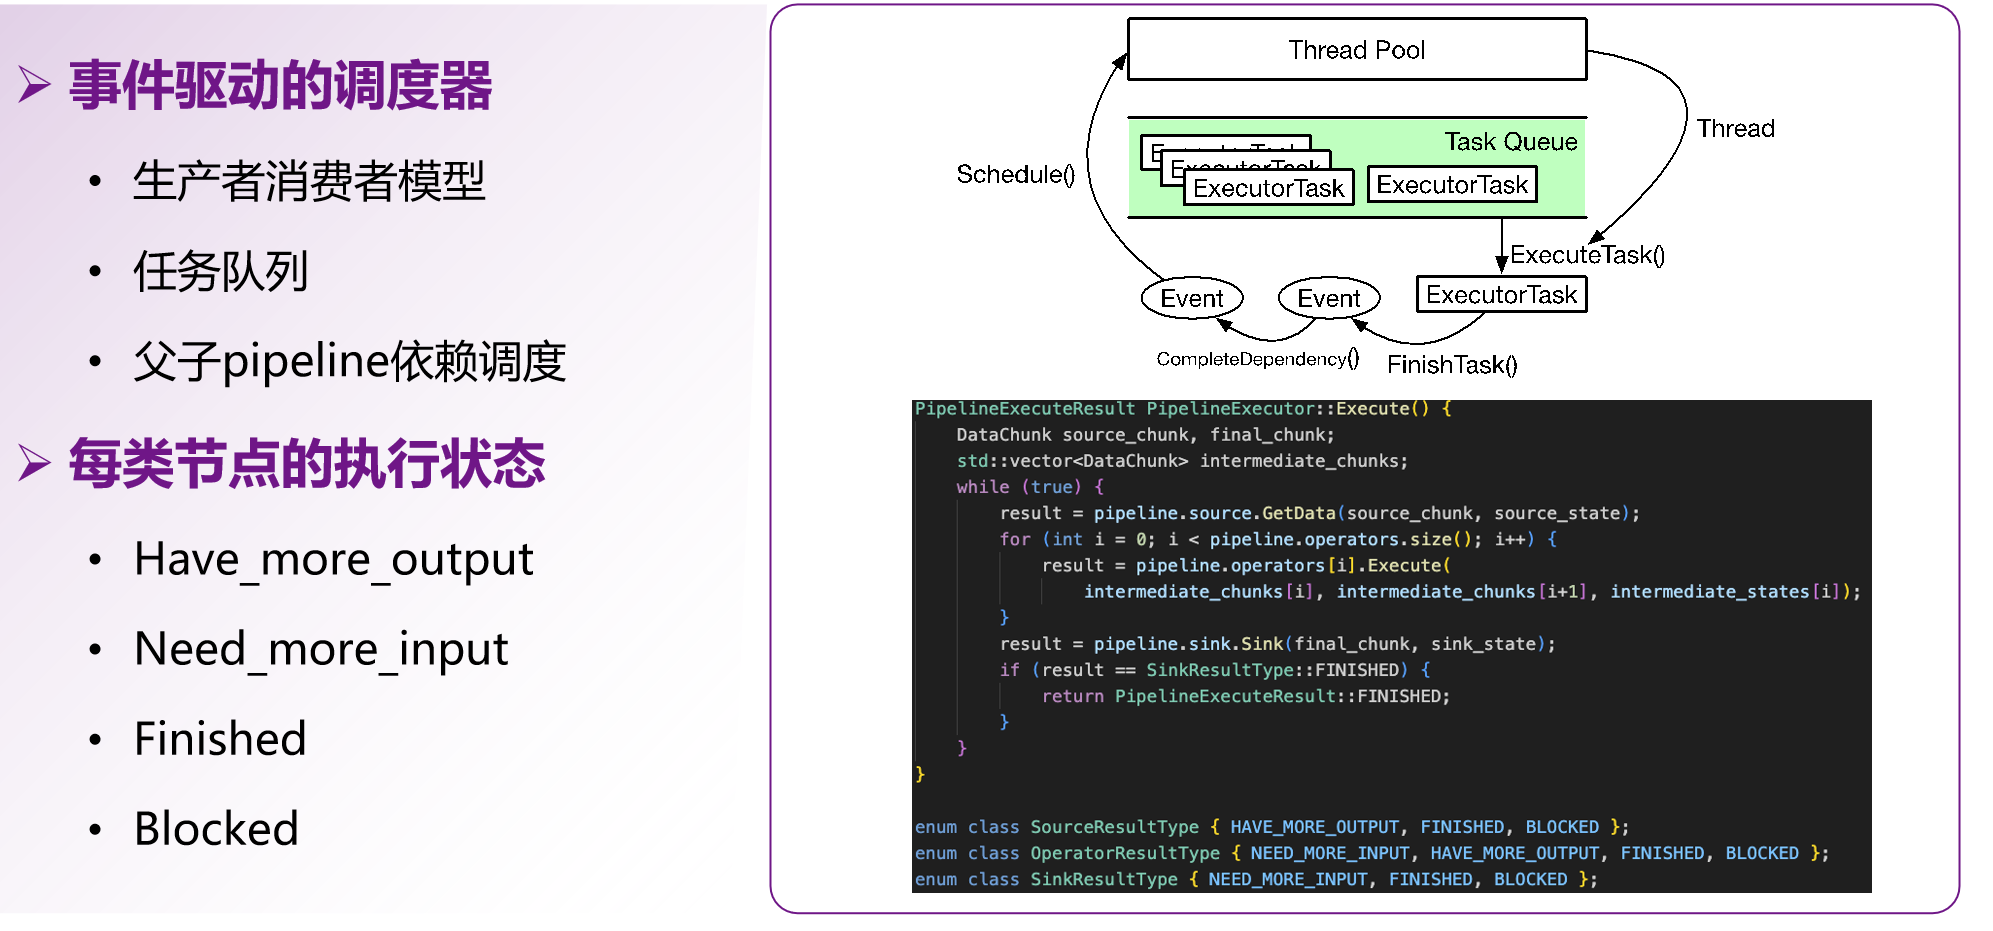 事件驱动的调度器
• 生产者消费者模型
• 任务队列
• 父子pipeline依赖调度
每类节点的执行状态
• Have_more_output
• Need_more_input
• Finished
• Blocked
Thread Pool
Thread
Task Queue
Schedule()
ExecutorTask
ExecutorTask
ExecutorTask
ExecutorTask
ExecuteTask()
Event
Event
ExecutorTask
CompleteDependency()
FinishTask()
PipelineExecuteResult PipelineExecutor::Execute() {
DataChunk source_chunk, final_chunk;
std::vector<DataChunk> intermediate_chunks;
while (true) {
result = pipeline.source.GetData(source_chunk, source_state);
for (int i = 0; i < pipeline.operators.size(); i++) {
result = pipeline.operators[i].Execute(
intermediate_chunks[i], intermediate_chunks[i+1], intermediate_states[i]);
}
result = pipeline.sink.Sink(final_chunk, sink_state);
if (result == SinkResultType::FINISHED) {
return PipelineExecuteResult::FINISHED;
}
}
}
enum class SourceResultType { HAVE_MORE_OUTPUT, FINISHED, BLOCKED };
enum class OperatorResultType { NEED_MORE_INPUT, HAVE_MORE_OUTPUT, FINISHED, BLOCKED };
enum class SinkResultType { NEED_MORE_INPUT, FINISHED, BLOCKED };